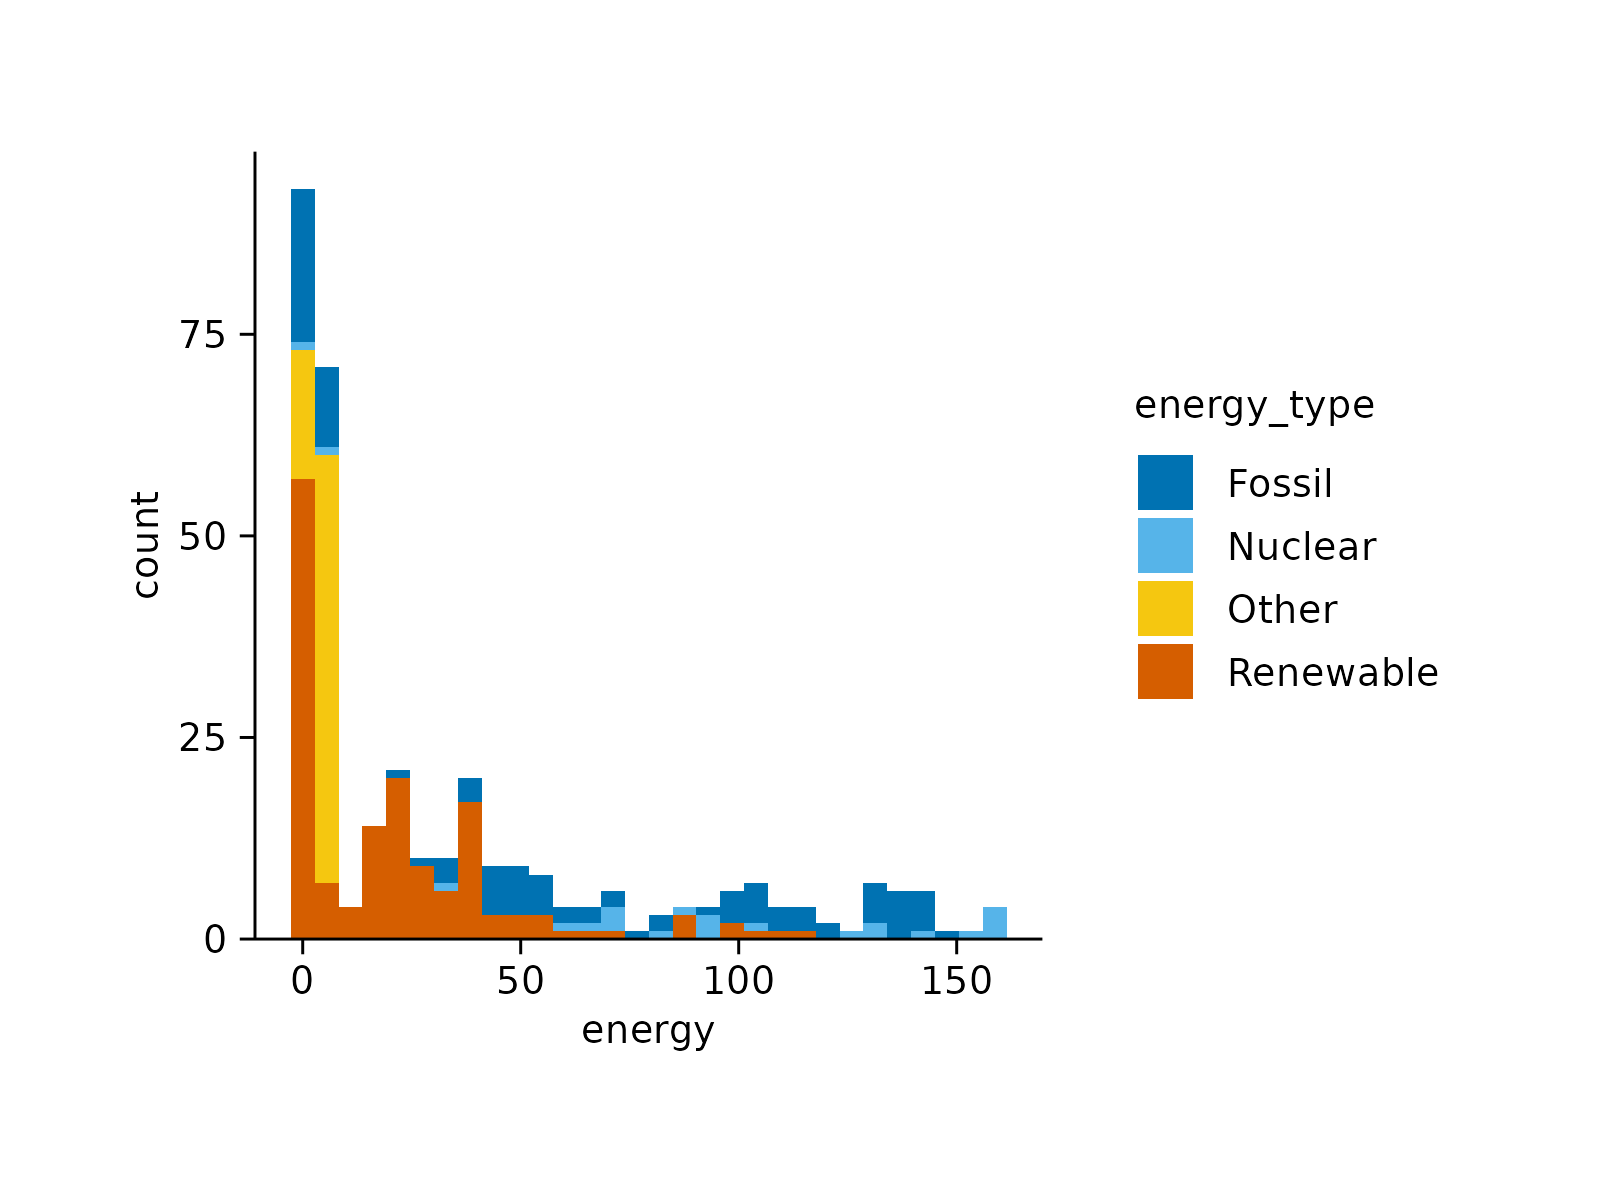 75
50
25
0
count
0 50 100 150
energy
energy_type
Fossil
Nuclear
Other
Renewable